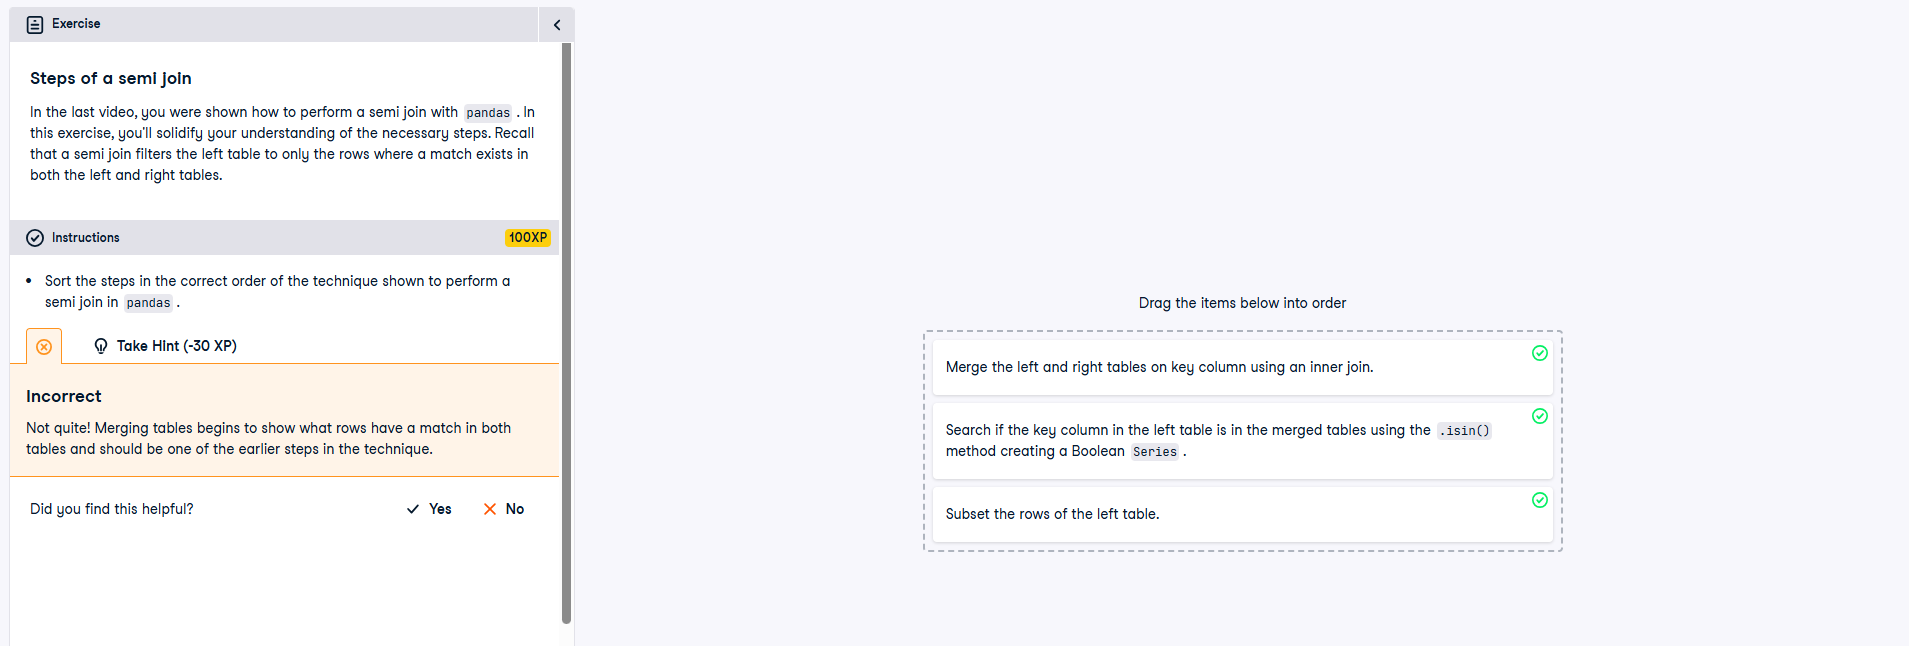 Exercise
Steps of a semi join
In the last video, you were shown how to perform a semi join with pandas . In
this exercise, you'll solidify your understanding of the necessary steps. Recall
that a semi join filters the left table to only the rows where a match exists in
both the left and right tables.
Instructions
100XP
• Sort the steps in the correct order of the technique shown to perform a
semi join in pandas .
Take Hint (-30 XP)
Incorrect
Not quite! Merging tables begins to show what rows have a match in both
tables and should be one of the earlier steps in the technique.
Did you find this helpful?
Yes
No
Drag the items below into order
Merge the left and right tables on key column using an inner join.
Search if the key column in the left table is in the merged tables using the .isin()
method creating a Boolean Series .
Subset the rows of the left table.